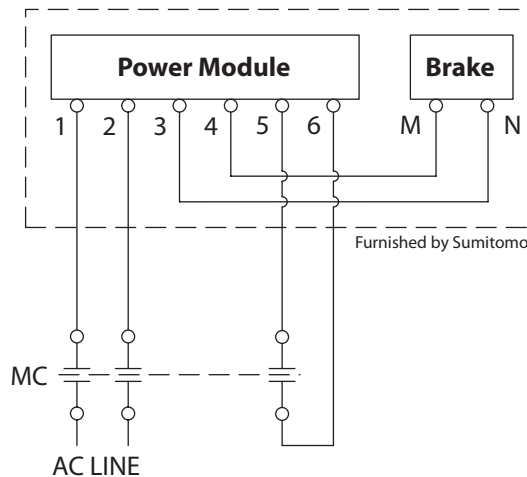 Power Module
Brake
1 2 3 4 5 6 M N
Furnished by Sumitomo
MC
AC LINE